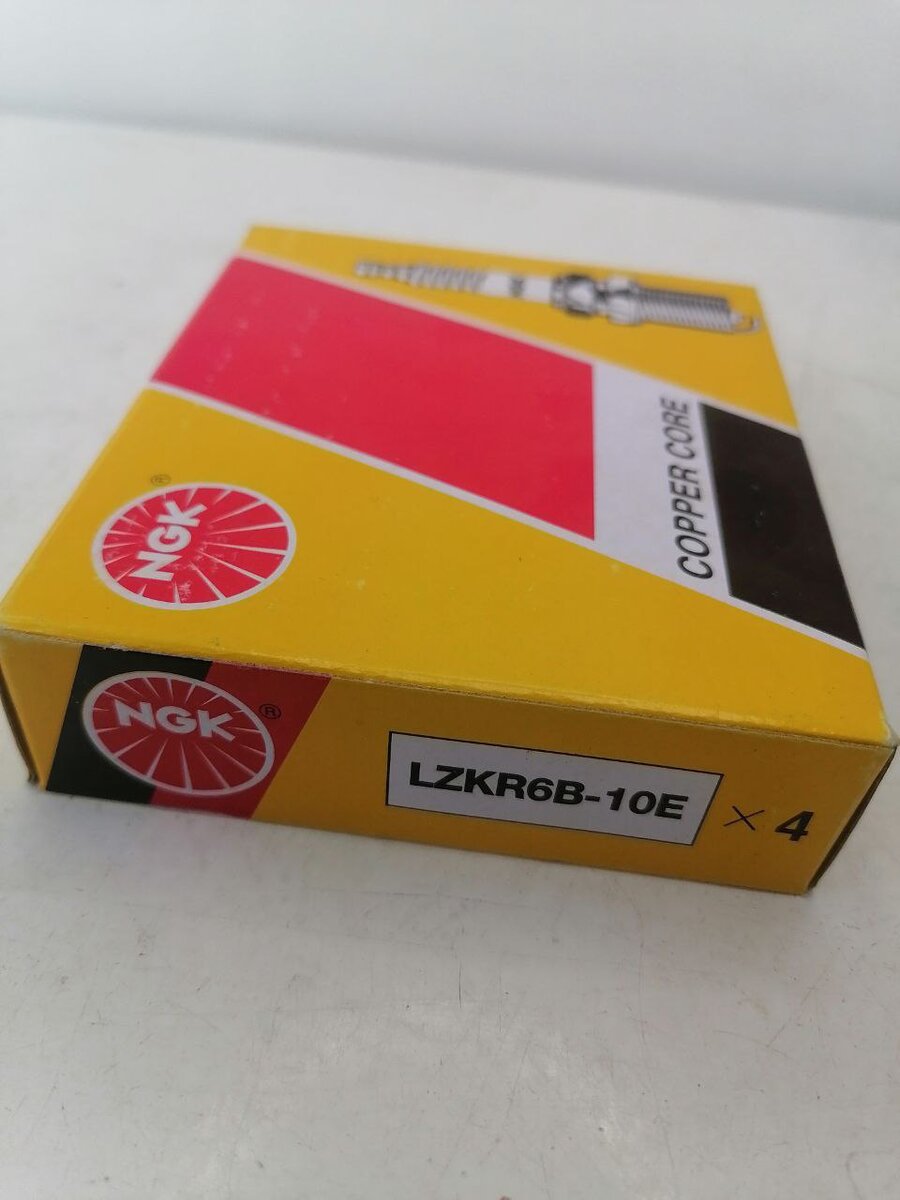 COPPER CORE
NGK
®
NGK ®
LZKR6B-10E × 4